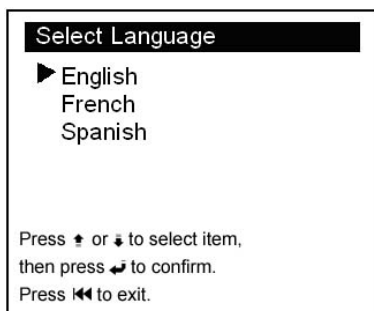 Select Language
▶ English
French
Spanish
Press ⬆ or ⬇ to select item,
then press ↵ to confirm.
Press ⏮ to exit.